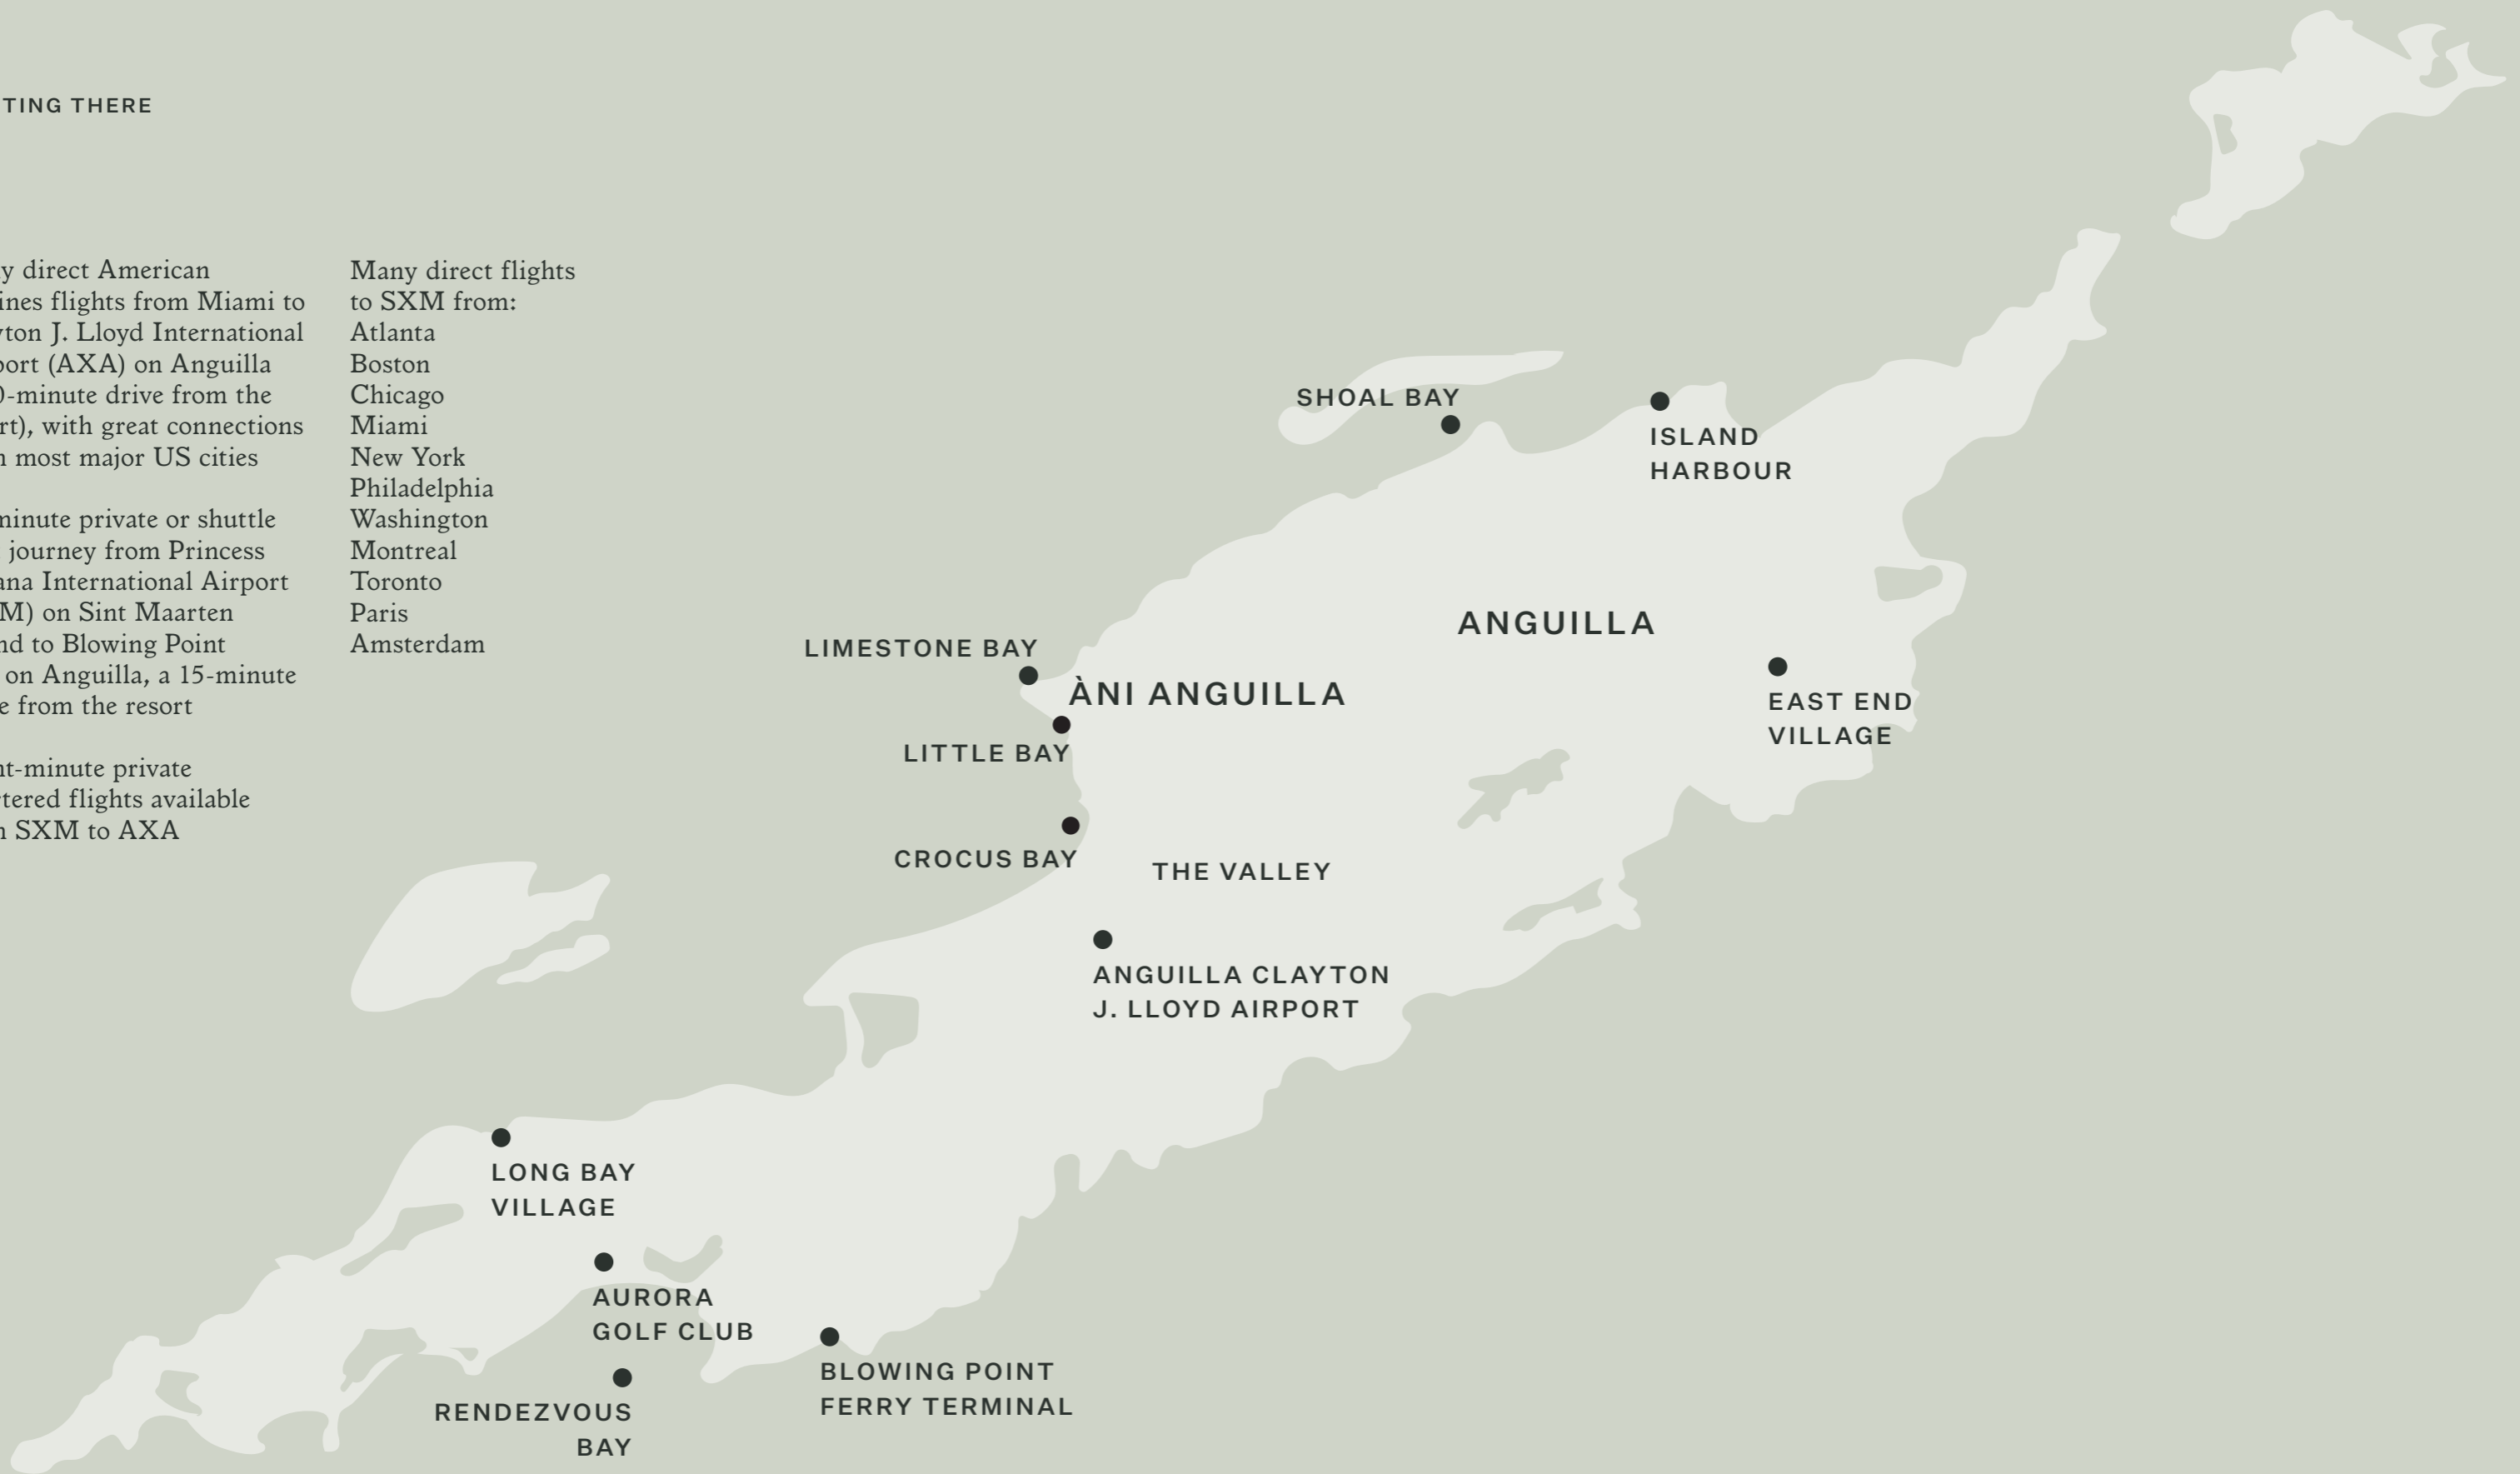 TING THERE
y direct American
ines flights from Miami to
ton J. Lloyd International
port (AXA) on Anguilla
0-minute drive from the
rt), with great connections
n most major US cities
minute private or shuttle
journey from Princess
ana International Airport
M) on Sint Maarten
nd to Blowing Point
on Anguilla, a 15-minute
e from the resort
nt-minute private
rtered flights available
n SXM to AXA
Many direct flights
to SXM from:
Atlanta
Boston
Chicago
Miami
New York
Philadelphia
Washington
Montreal
Toronto
Paris
Amsterdam
SHOAL BAY
ISLAND
HARBOUR
ANGUILLA
LIMESTONE BAY
ÀNI ANGUILLA
EAST END
VILLAGE
LITTLE BAY
CROCUS BAY
THE VALLEY
ANGUILLA CLAYTON
J. LLOYD AIRPORT
LONG BAY
VILLAGE
AURORA
GOLF CLUB
BLOWING POINT
FERRY TERMINAL
RENDEZVOUS
BAY